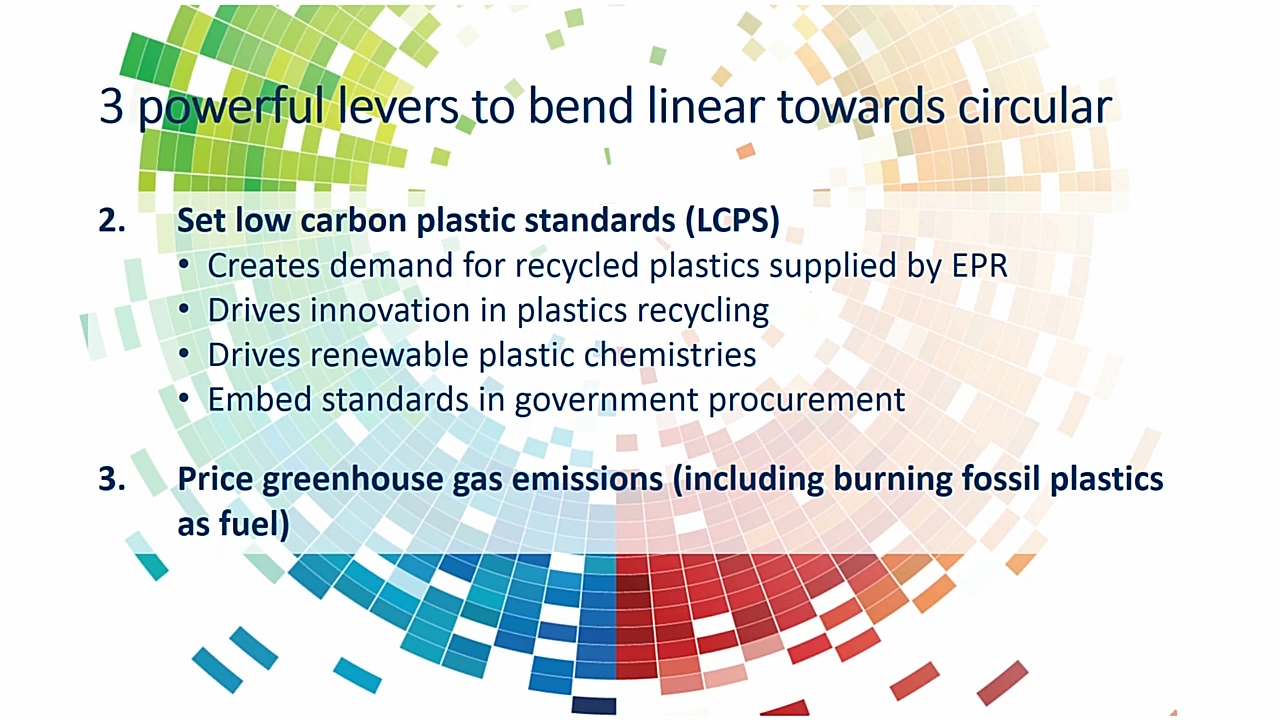 3 powerful levers to bend linear towards circular
2. Set low carbon plastic standards (LCPS)
• Creates demand for recycled plastics supplied by EPR
• Drives innovation in plastics recycling
• Drives renewable plastic chemistries
• Embed standards in government procurement
3. Price greenhouse gas emissions (including burning fossil plastics
as fuel)